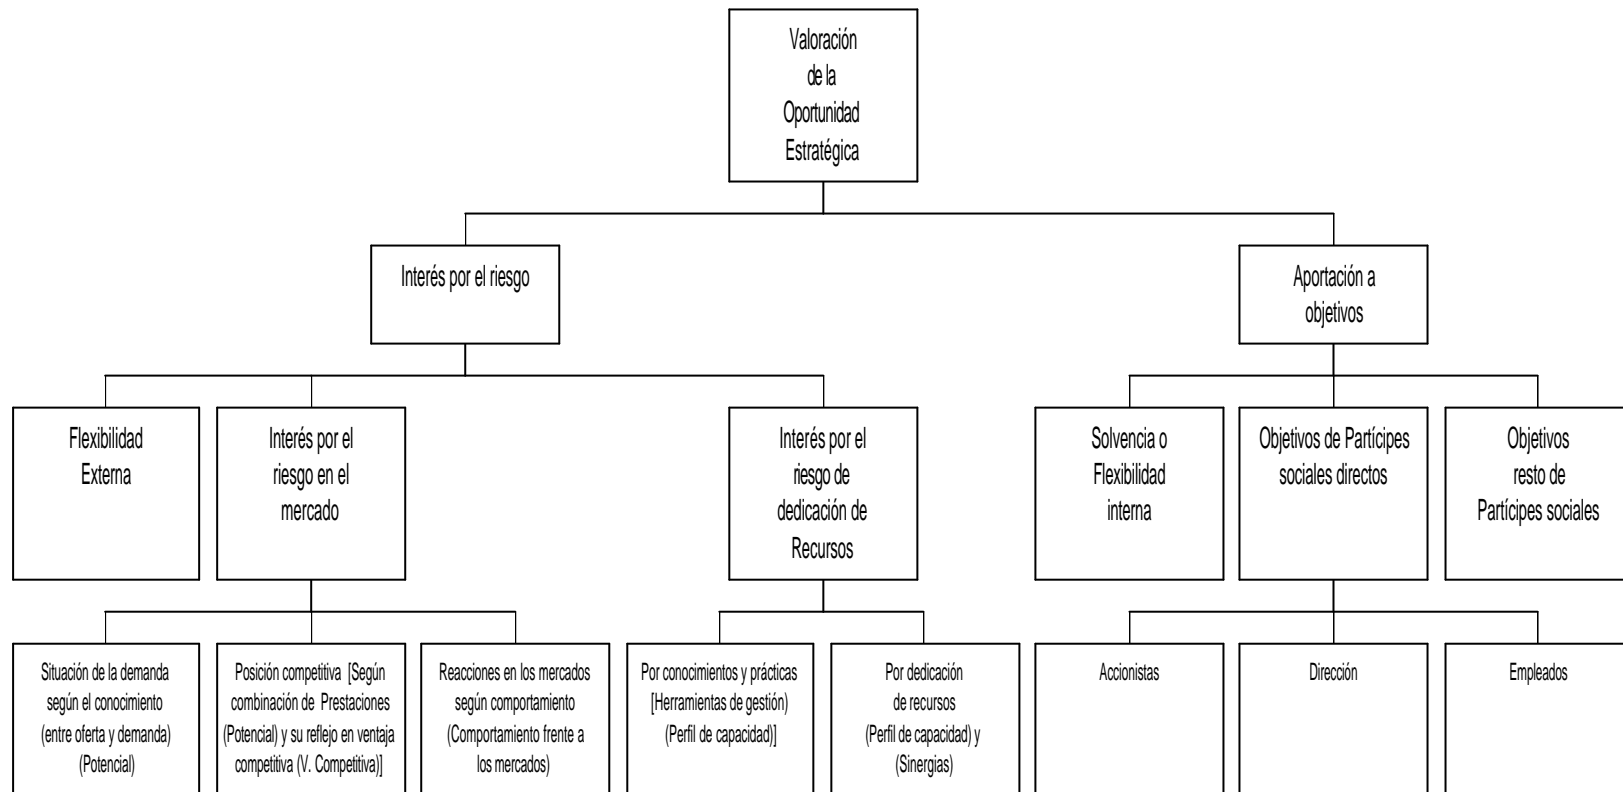 Valoración
de la
Oportunidad
Estratégica
Interés por el riesgo
Aportación a
objetivos
Flexibilidad
Externa
Interés por el
riesgo en el
mercado
Interés por el
riesgo de
dedicación de
Recursos
Solvencia o
Flexibilidad
interna
Objetivos de Partícipes
sociales directos
Objetivos
resto de
Partícipes sociales
Situación de la demanda
según el conocimiento
(entre oferta y demanda)
(Potencial)
Posición competitiva [Según
combinación de Prestaciones
(Potencial) y su reflejo en ventaja
competitiva (V. Competitiva)]
Reacciones en los mercados
según comportamiento
(Comportamiento frente a
los mercados)
Por conocimientos y prácticas
[Herramientas de gestión)
(Perfil de capacidad)]
Por dedicación
de recursos
(Perfil de capacidad) y
(Sinergias)
Accionistas
Dirección
Empleados